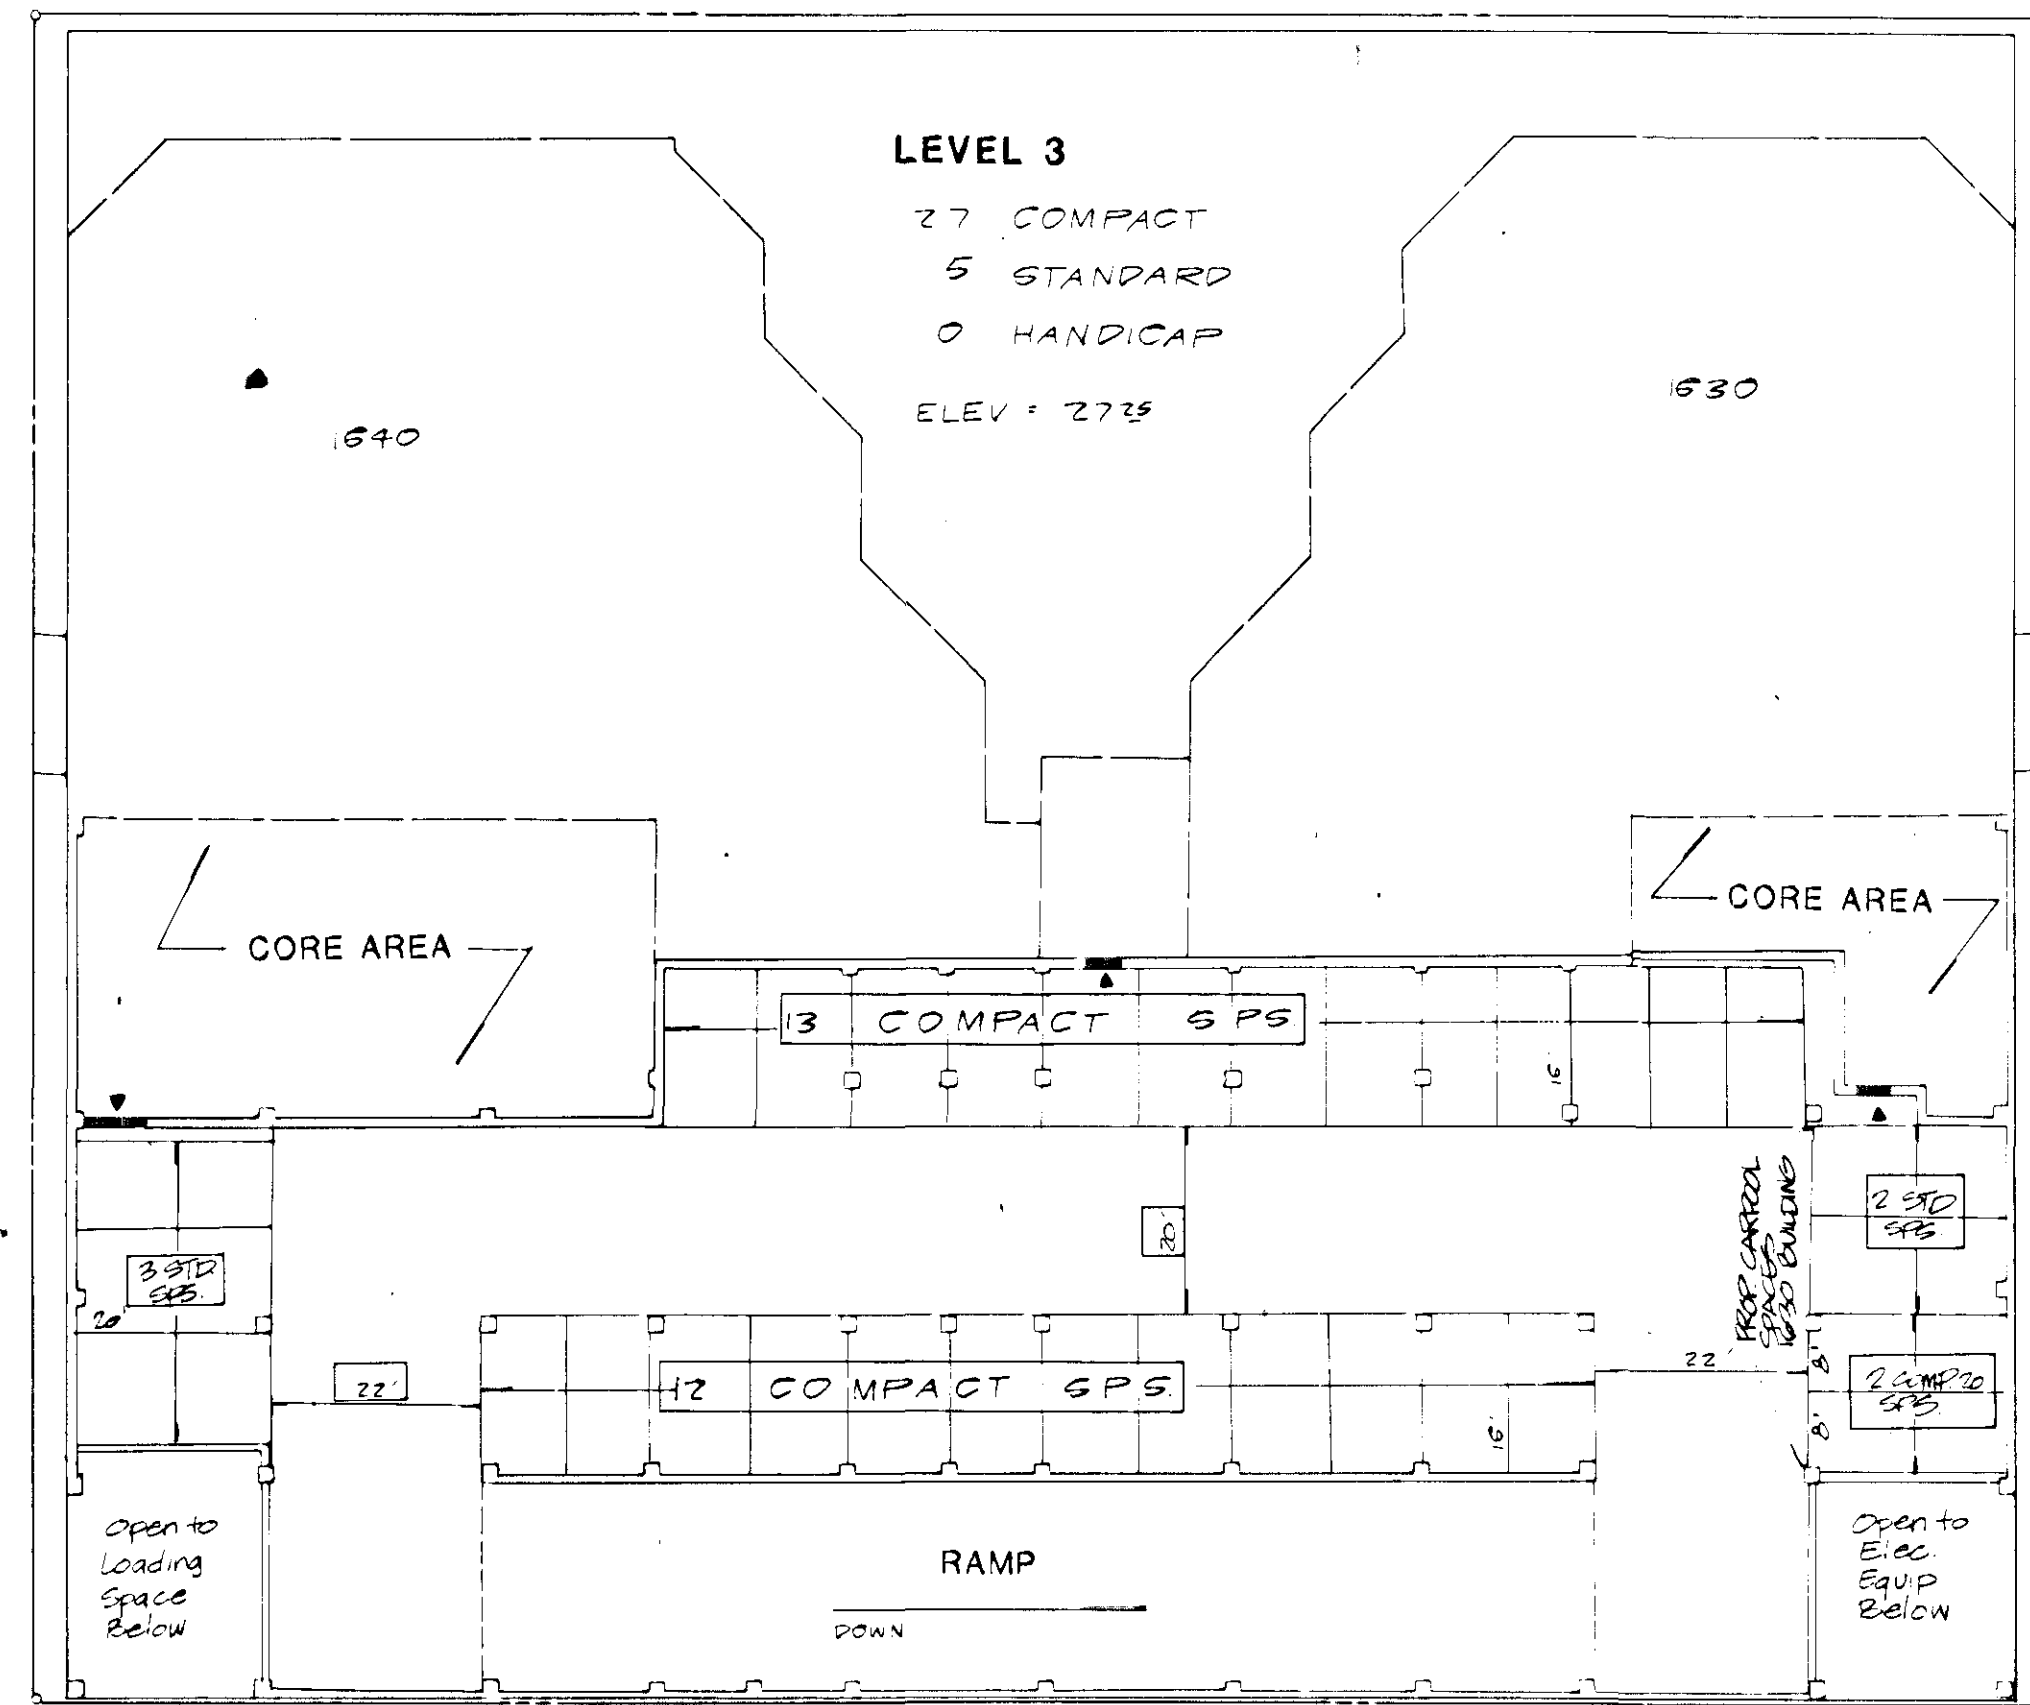 LEVEL 3
27 COMPACT
5 STANDARD
0 HANDICAP
ELEV = 27 25
1640
1630
CORE AREA
CORE AREA
13 COMPACT SPS.
16'
3 STD.
SPS.
20'
20'
PROP. CARPOOL
SPACES
1630 BUILDING
2 STD
SPS.
22'
12 COMPACT SPS.
16'
22'
8'
8'
2 COMP. 20
SPS.
Open to
Loading
Space
Below
RAMP
DOWN
Open to
Elec.
Equip
Below